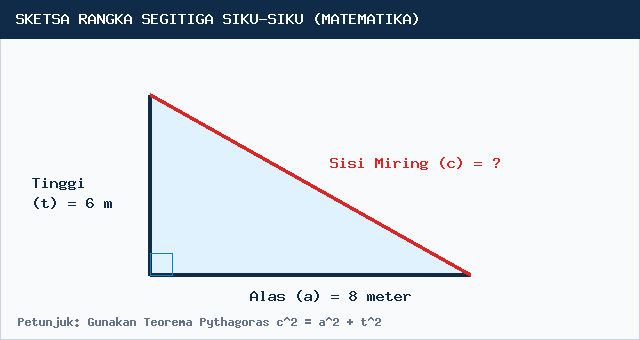 SKETSA RANGKA SEGITIGA SIKU-SIKU (MATEMATIKA)
Sisi Miring (c) = ?
Tinggi
(t) = 6 m
Alas (a) = 8 meter
Petunjuk: Gunakan Teorema Pythagoras c^2 = a^2 + t^2